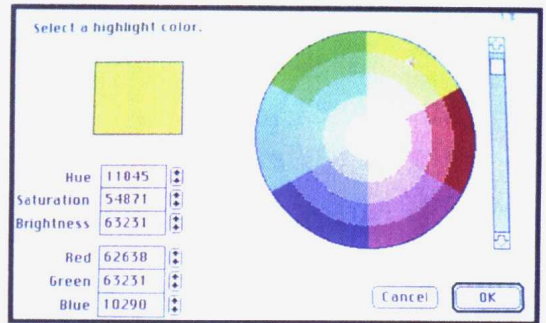 Select a highlight color.
Hue 11045
Saturation 54871
Brightness 63231
Red 62638
Green 63231
Blue 10290
Cancel OK